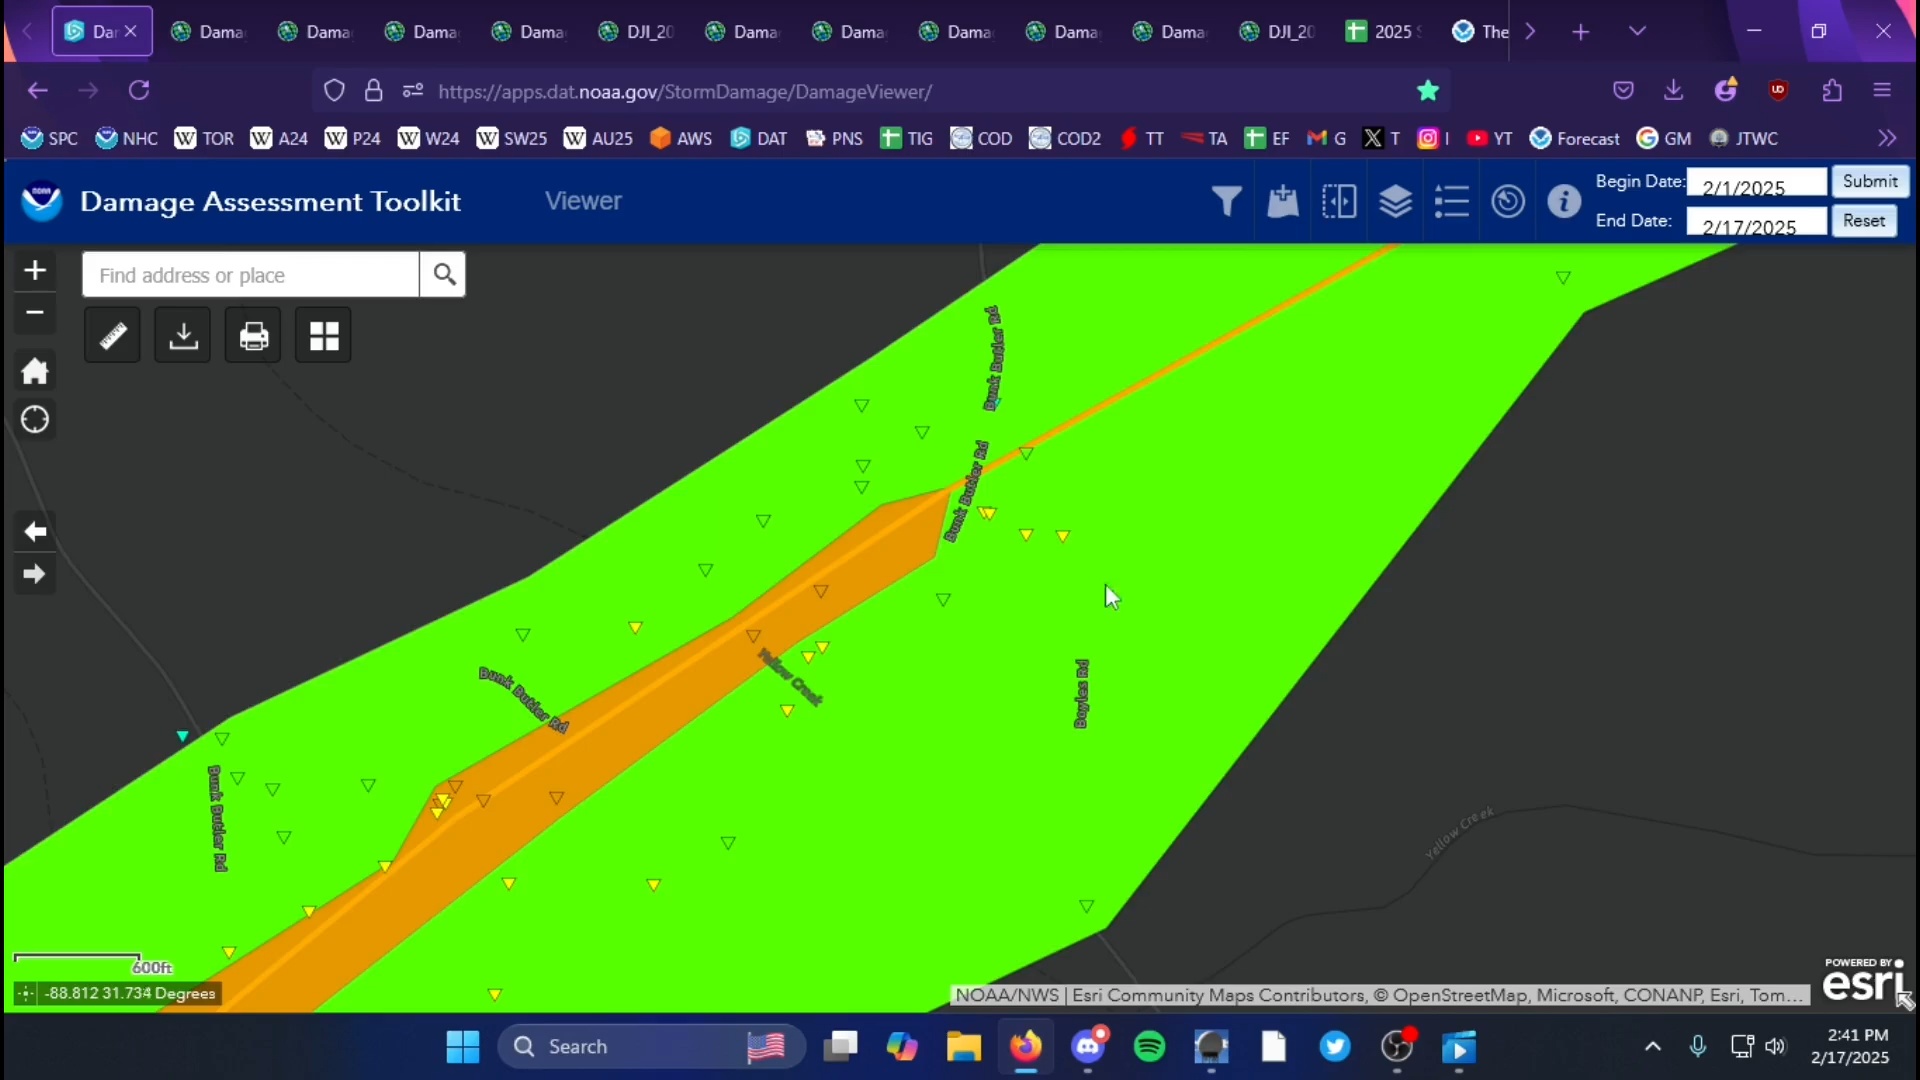 Dar
Dama
Dama
Dama
Dama
DJI_20
Dama
Dama
Dama
Dama
Dama
DJI_20
2025 S
The
https://apps.dat.noaa.gov/StormDamage/DamageViewer/
SPC
NHC
W TOR
W A24
W P24
W W24
W SW25
W AU25
AWS
DAT
PNS
TIG
COD
COD2
TT
TA
EF
G
T
I
YT
Forecast
GM
JTWC
NOAA
Damage Assessment Toolkit
Viewer
Begin Date:
2/1/2025
Submit
End Date:
2/17/2025
Reset
Find address or place
Bunk Butler Rd
Bunk Butler Rd
Yellow Creek
Bunk Butler Rd
Bayles Rd
Bunk Butler Rd
Yellow Creek
600ft
-88.812 31.734 Degrees
NOAA/NWS | Esri Community Maps Contributors, © OpenStreetMap, Microsoft, CONANP, Esri, Tom...
POWERED BY
esri
Search
2:41 PM
2/17/2025